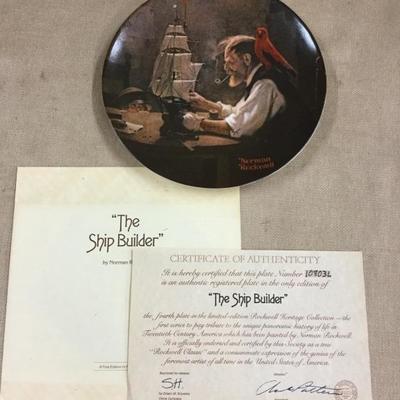 Norman
Rockwell
"The
Ship Builder"
by Norman
CERTIFICATE OF AUTHENTICITY
It is hereby certified that this plate Number
is an authentic registered plate in the only edition of
"The Ship Builder"
the fourth plate in the limited-edition Rockwell Heritage Collection — the
first series to pay tribute to the unique panoramic history of life in
Twentieth-Century America which has been painted by Norman Rockwell.
It is officially endorsed and certified by this Society as a true
"Rockwell Classic" and a consummate expression of the genius of the
foremost artist of all time in the United States of America.
S.H.